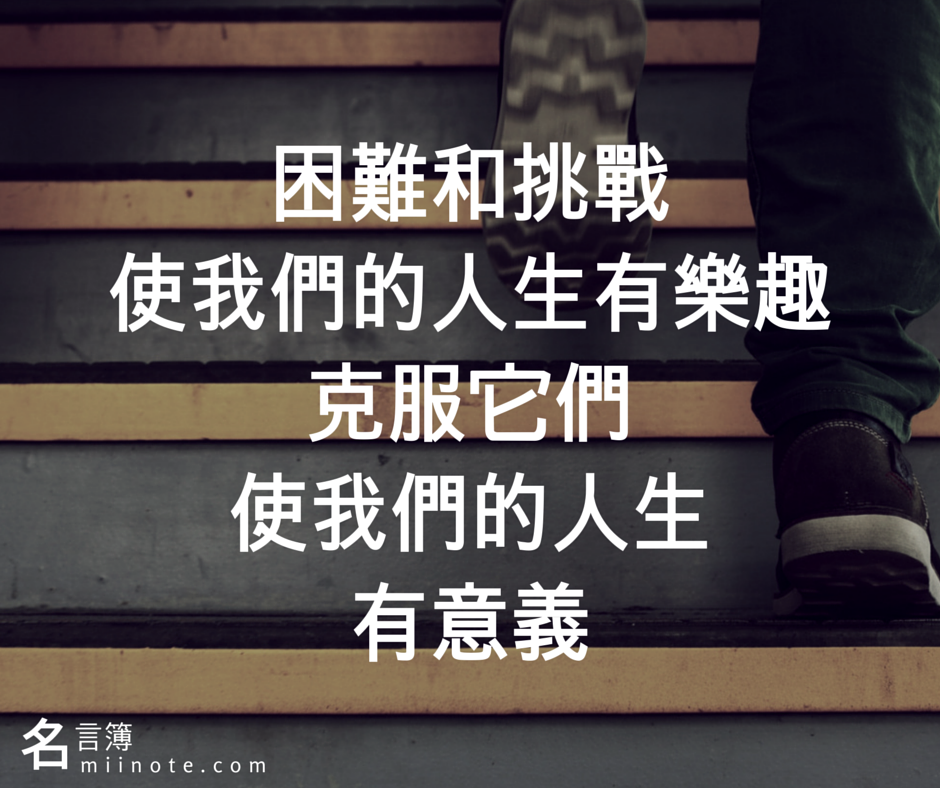 困難和挑戰
使我們的人生有樂趣
克服它們
使我們的人生
有意義
名言簿
miinote.com